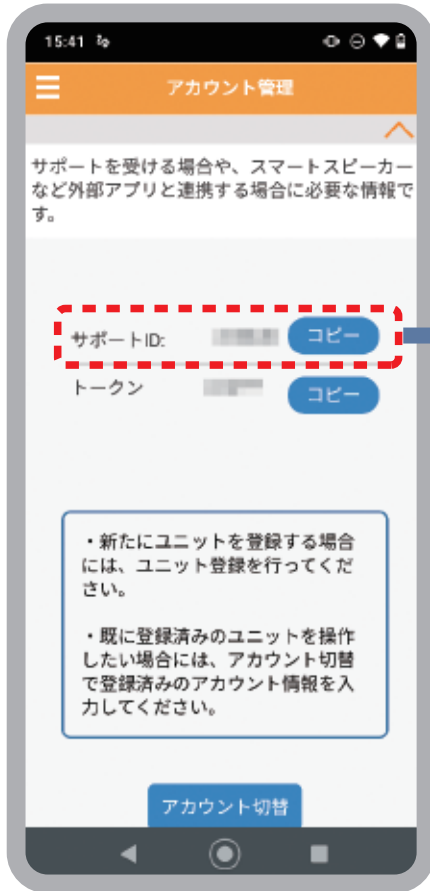 15:41
アカウント管理
サポートを受ける場合や、スマートスピーカー
など外部アプリと連携する場合に必要な情報で
す。
サポートID: コピー
トークン コピー
・新たにユニットを登録する場合
には、ユニット登録を行ってくだ
さい。
・既に登録済みのユニットを操作
したい場合には、アカウント切替
で登録済みのアカウント情報を入
力してください。
アカウント切替